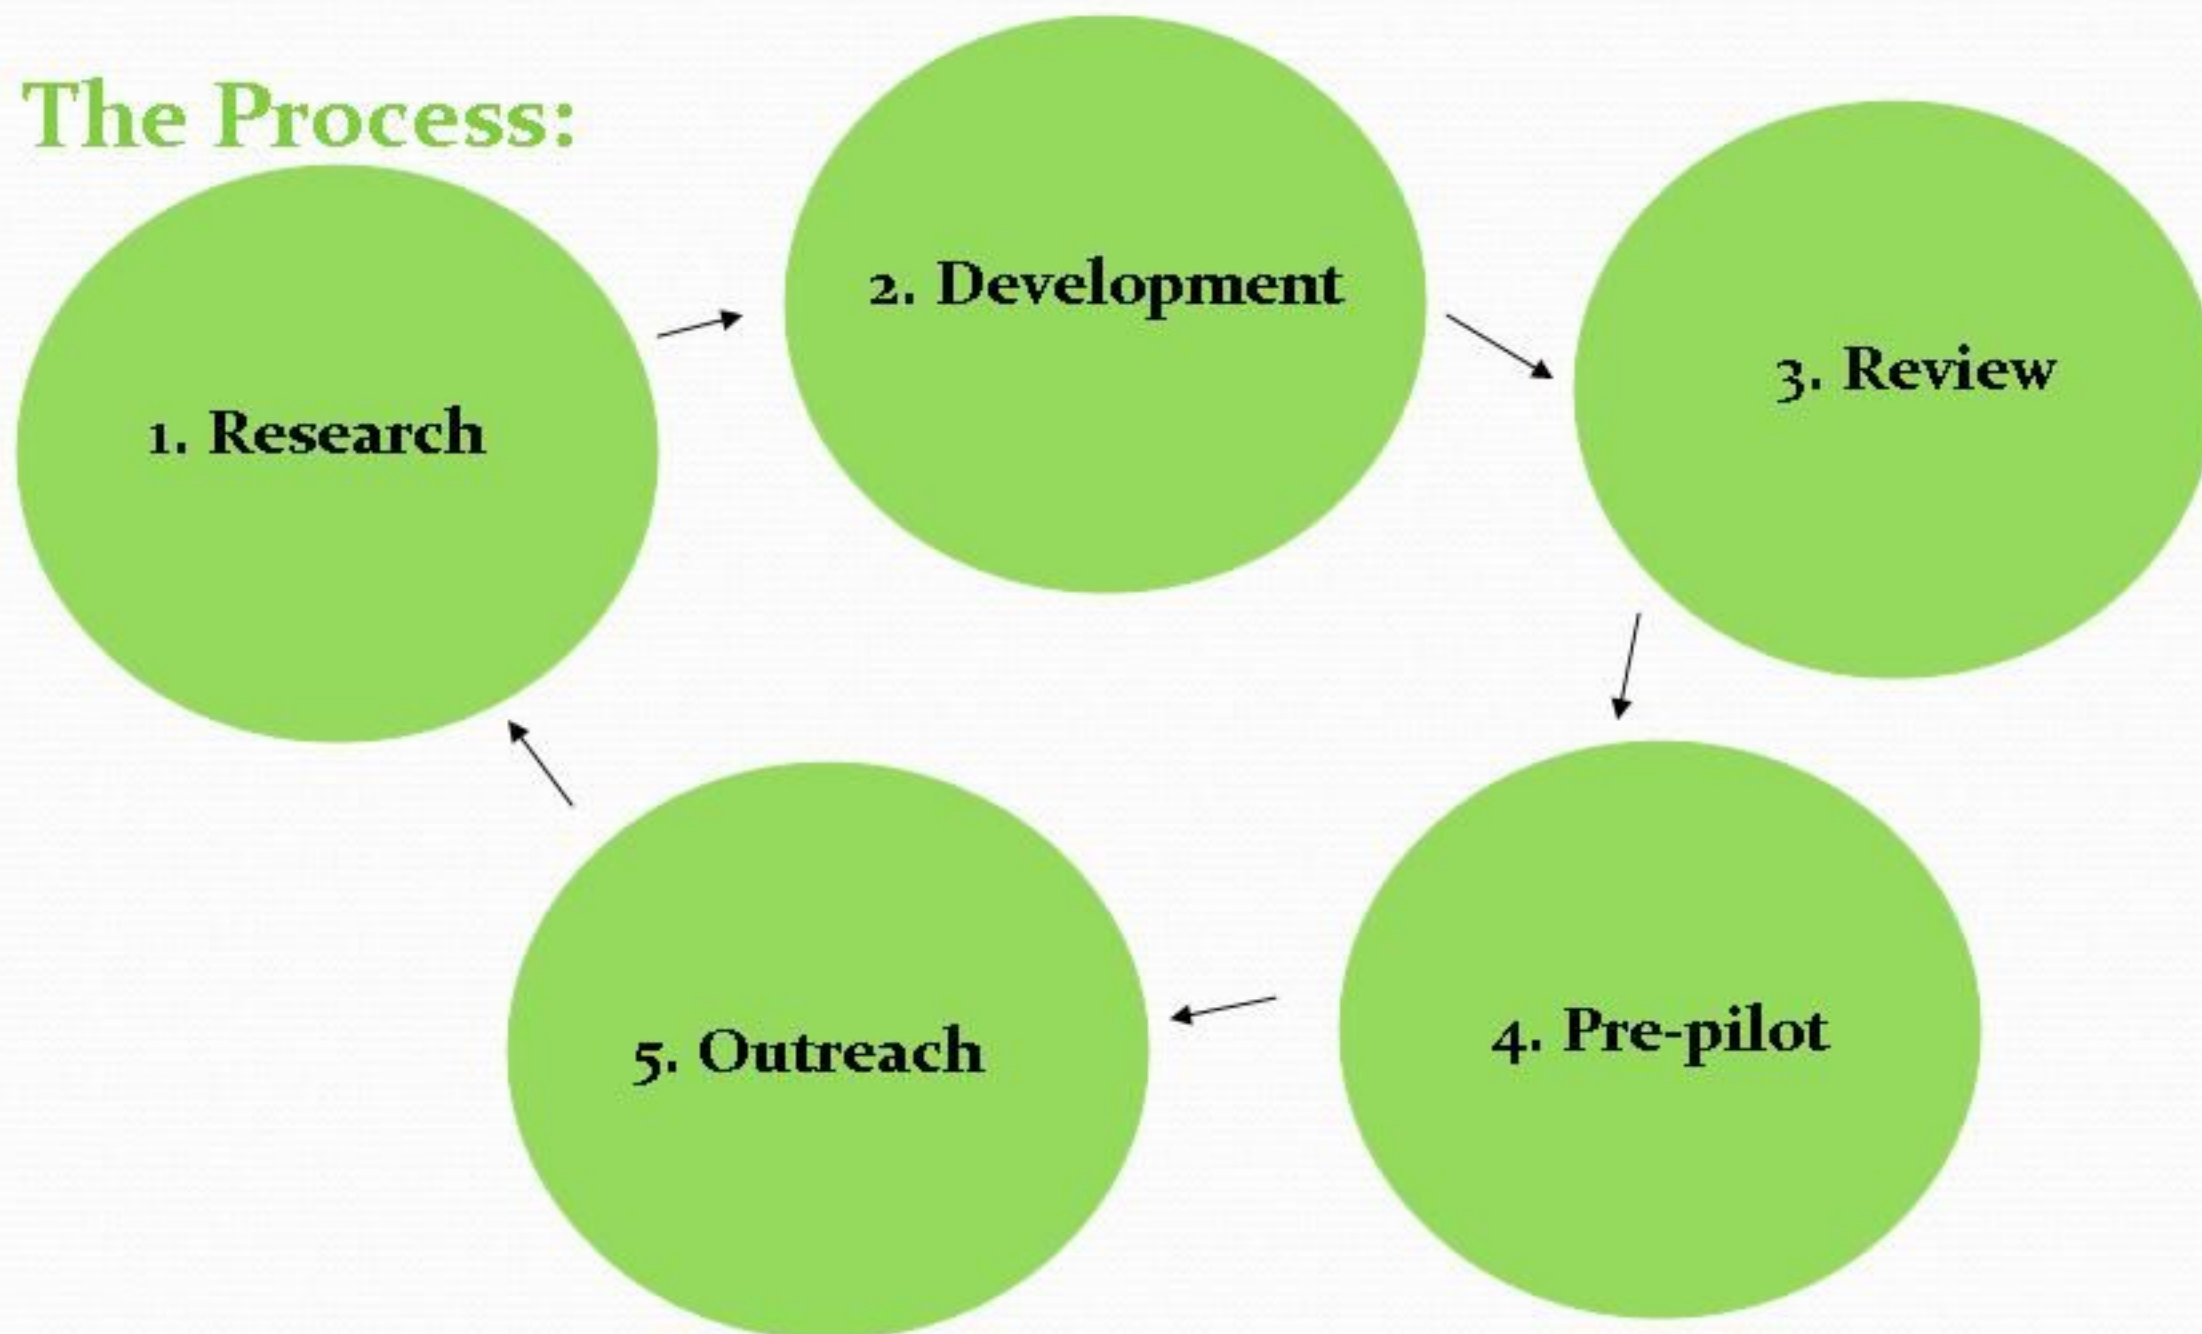 The Process:
1. Research
2. Development
3. Review
4. Pre-pilot
5. Outreach